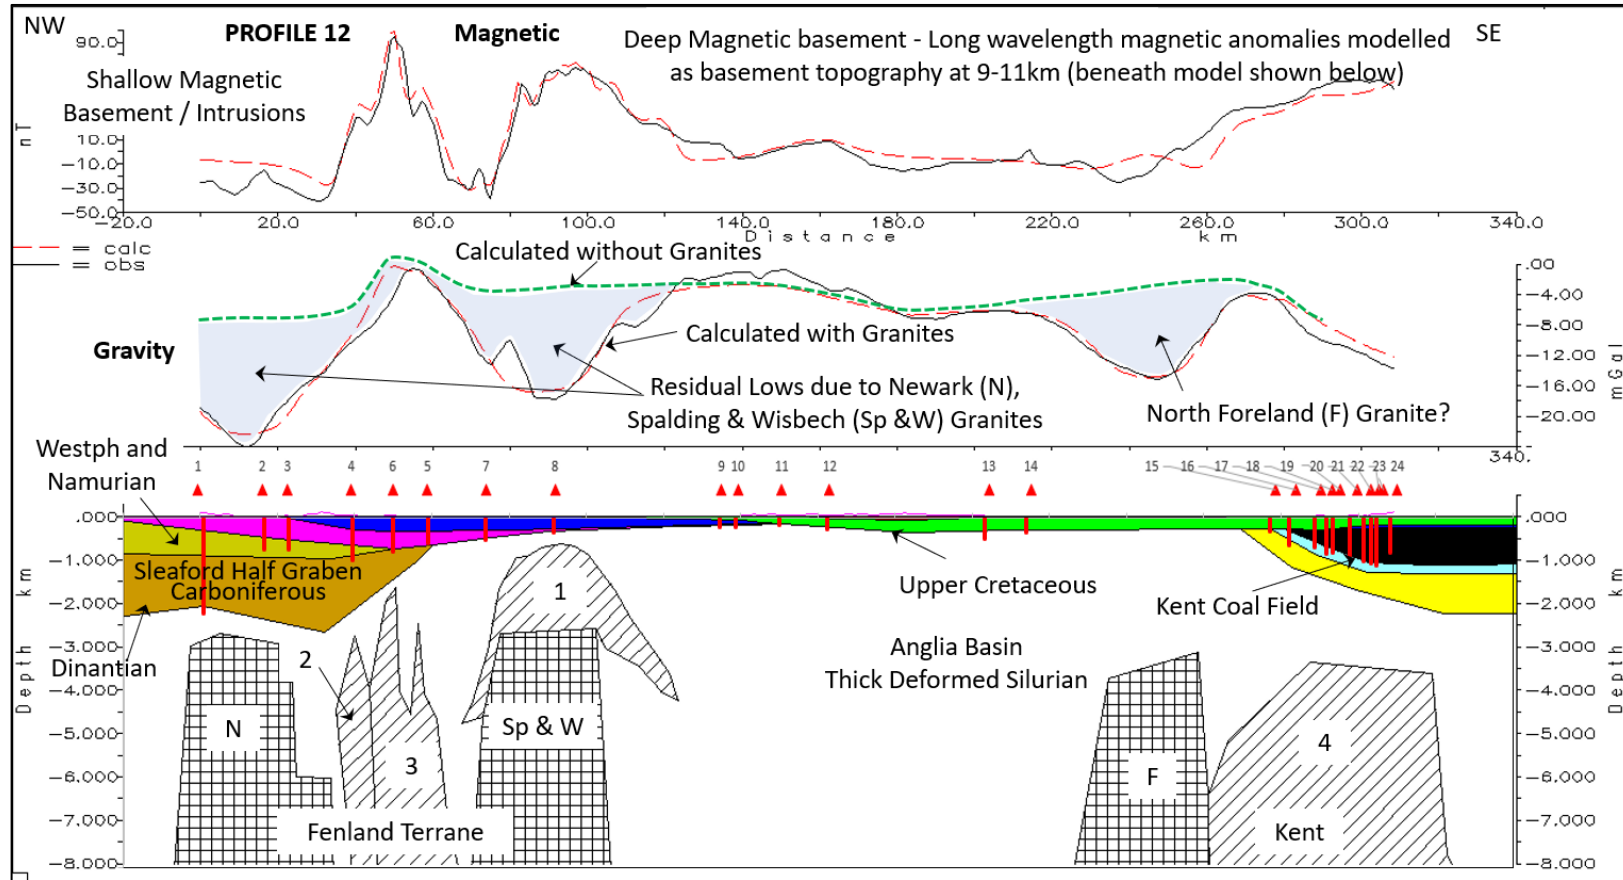 NW
PROFILE 12
Magnetic
Deep Magnetic basement - Long wavelength magnetic anomalies modelled
as basement topography at 9-11km (beneath model shown below)
SE
Shallow Magnetic
Basement / Intrusions
nT
90.0
10.0
-10.0
-30.0
-50.0
-20.0 20.0 60.0 100.0 140.0 180.0 220.0 260.0 300.0 340.0
Distance km
= calc
= obs
Calculated without Granites
Gravity
Calculated with Granites
Residual Lows due to Newark (N),
Spalding & Wisbech (Sp &W) Granites
North Foreland (F) Granite?
.00
-4.00
-8.00
-12.00
-16.00
-20.00
mGal
340.
Westph and
Namurian
1 2 3 4 6 5 7 8 9 10 11 12 13 14 15 16 17 18 19 20 21 22 23 24
.000
-1.000
-2.000
-3.000
-4.000
-5.000
-6.000
-7.000
-8.000
Depth km
Sleaford Half Graben
Carboniferous
Dinantian
Upper Cretaceous
Kent Coal Field
Anglia Basin
Thick Deformed Silurian
1
2
3
4
N
Sp & W
F
Fenland Terrane
Kent
.000
-1.000
-2.000
-3.000
-4.000
-5.000
-6.000
-7.000
-8.000
Depth km